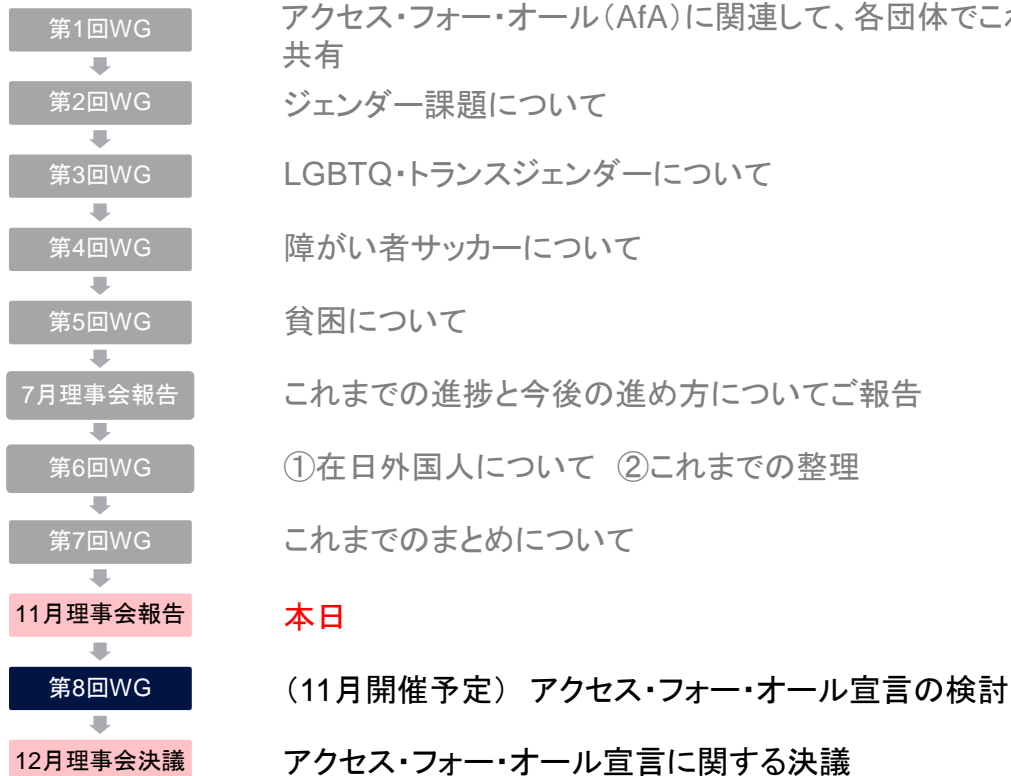 第1回WG
アクセス・フォー・オール（AfA）に関連して、各団体でこ
共有
第2回WG
ジェンダー課題について
第3回WG
LGBTQ・トランスジェンダーについて
第4回WG
障がい者サッカーについて
第5回WG
貧困について
7月理事会報告
これまでの進捗と今後の進め方についてご報告
第6回WG
①在日外国人について ②これまでの整理
第7回WG
これまでのまとめについて
11月理事会報告
本日
第8回WG
（11月開催予定） アクセス・フォー・オール宣言の検討
12月理事会決議
アクセス・フォー・オール宣言に関する決議